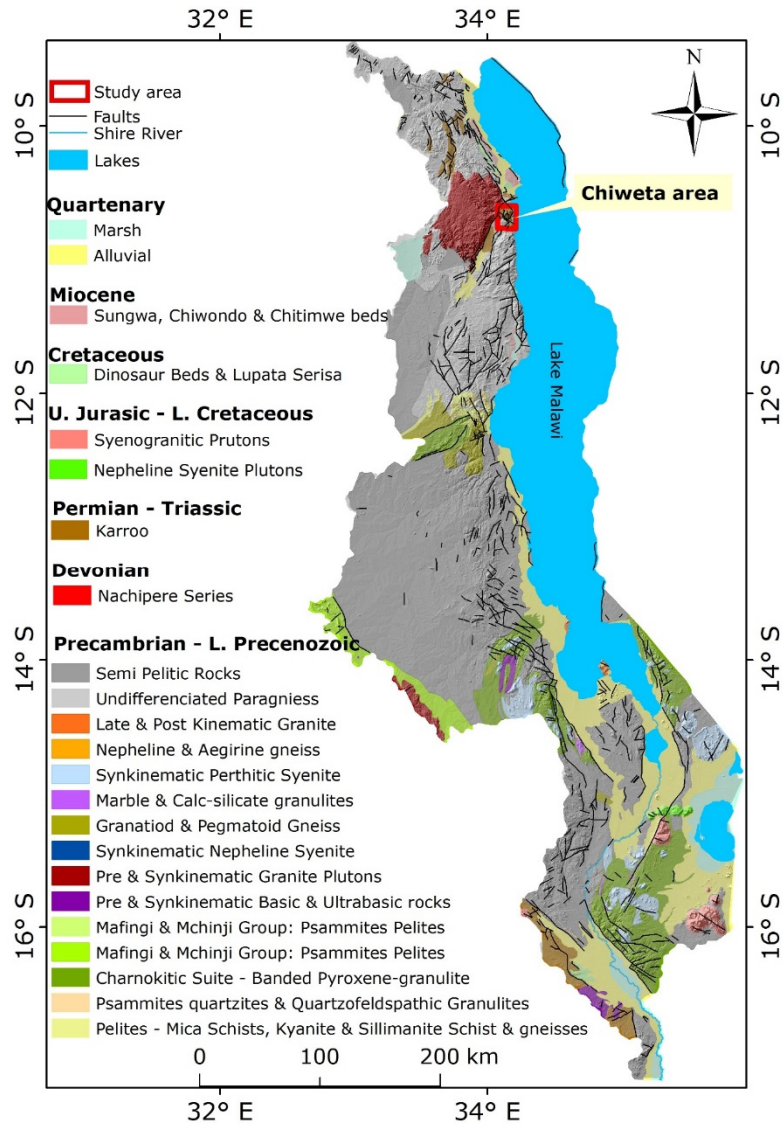 32° E
34° E
N
10° S
10° S
Study area
Faults
Shire River
Lakes
Chiweta area
Quartenary
Marsh
Alluvial
Miocene
Sungwa, Chiwondo & Chitimwe beds
Cretaceous
Dinosaur Beds & Lupata Serisa
Lake Malawi
12° S
12° S
U. Jurasic - L. Cretaceous
Syenogranitic Prutons
Nepheline Syenite Plutons
Permian - Triassic
Karroo
Devonian
Nachipere Series
14° S
14° S
Precambrian - L. Precenozoic
Semi Pelitic Rocks
Undifferenciated Paragniess
Late & Post Kinematic Granite
Nepheline & Aegirine gneiss
Synkinematic Perthitic Syenite
Marble & Calc-silicate granulites
Granatiod & Pegmatoid Gneiss
Synkinematic Nepheline Syenite
Pre & Synkinematic Granite Plutons
Pre & Synkinematic Basic & Ultrabasic rocks
Mafingi & Mchinji Group: Psammites Pelites
Mafingi & Mchinji Group: Psammites Pelites
Charnokitic Suite - Banded Pyroxene-granulite
Psammites quartzites & Quartzofeldspathic Granulites
Pelites - Mica Schists, Kyanite & Sillimanite Schist & gneisses
16° S
16° S
0 100 200 km
32° E
34° E